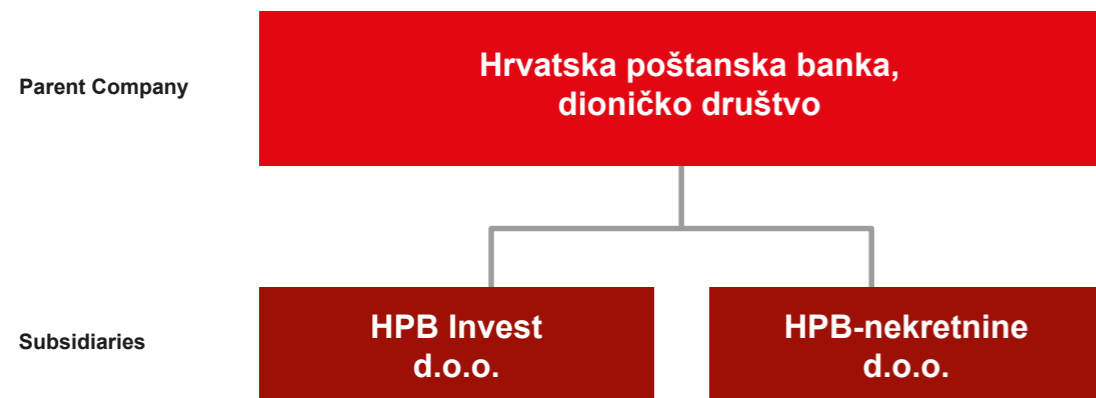 Parent Company
Hrvatska poštanska banka,
dioničko društvo
Subsidiaries
HPB Invest
d.o.o.
HPB-nekretnine
d.o.o.